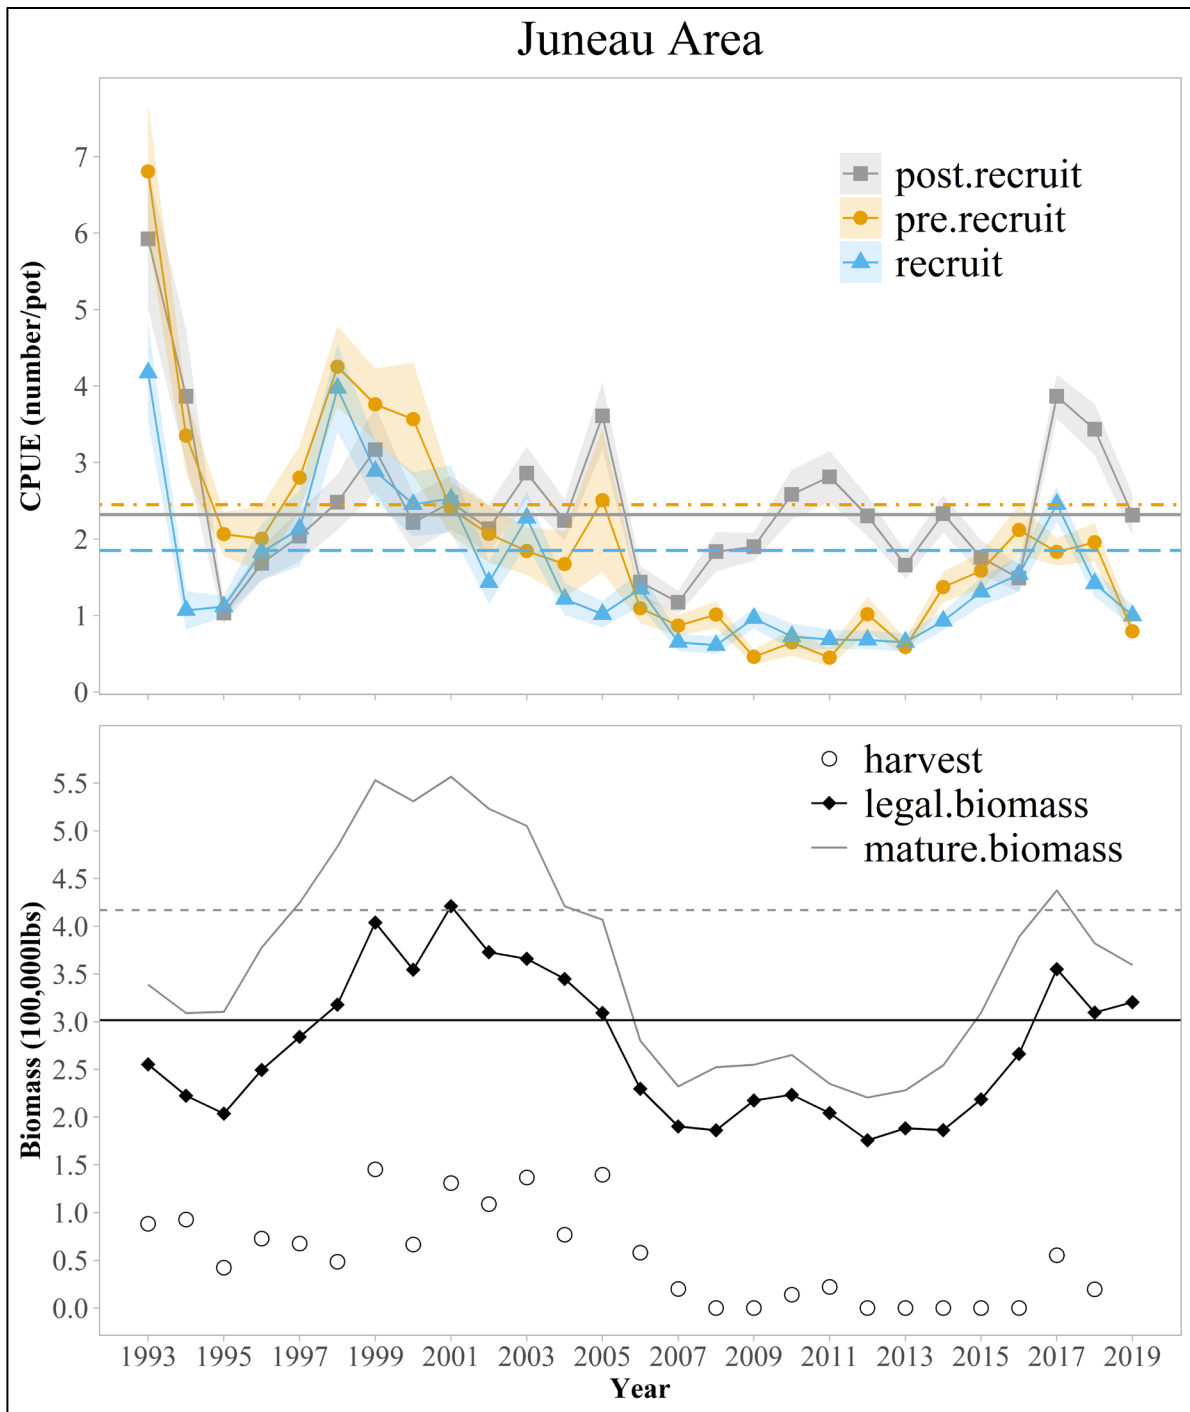 Juneau Area
CPUE (number/pot)
7
6
5
4
3
2
1
0
post.recruit
pre.recruit
recruit
Biomass (100,000lbs)
5.5
5.0
4.5
4.0
3.5
3.0
2.5
2.0
1.5
1.0
0.5
0.0
harvest
legal.biomass
mature.biomass
1993 1995 1997 1999 2001 2003 2005 2007 2009 2011 2013 2015 2017 2019
Year